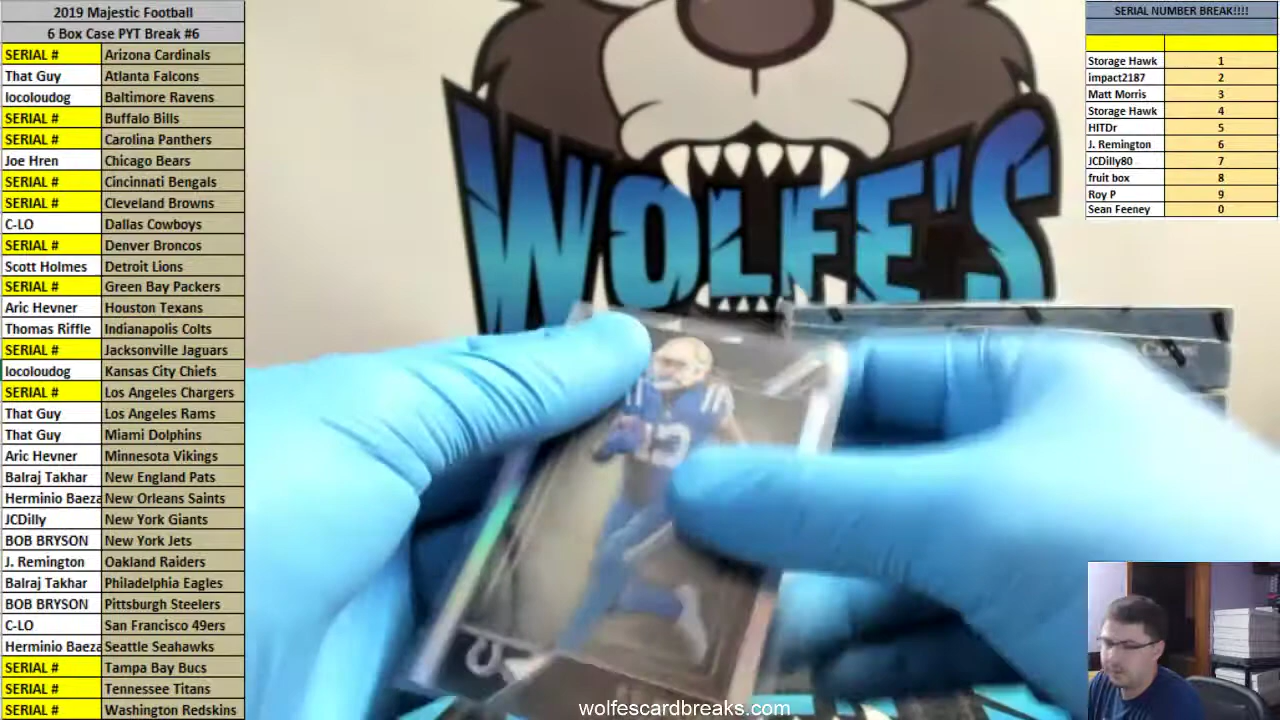 2019 Majestic Football
6 Box Case PYT Break #6
SERIAL # Arizona Cardinals
That Guy Atlanta Falcons
locoloudog Baltimore Ravens
SERIAL # Buffalo Bills
SERIAL # Carolina Panthers
Joe Hren Chicago Bears
SERIAL # Cincinnati Bengals
SERIAL # Cleveland Browns
C-LO Dallas Cowboys
SERIAL # Denver Broncos
Scott Holmes Detroit Lions
SERIAL # Green Bay Packers
Aric Hevner Houston Texans
Thomas Riffle Indianapolis Colts
SERIAL # Jacksonville Jaguars
locoloudog Kansas City Chiefs
SERIAL # Los Angeles Chargers
That Guy Los Angeles Rams
That Guy Miami Dolphins
Aric Hevner Minnesota Vikings
Balraj Takhar New England Pats
Herminio Baeza New Orleans Saints
JCDilly New York Giants
BOB BRYSON New York Jets
J. Remington Oakland Raiders
Balraj Takhar Philadelphia Eagles
BOB BRYSON Pittsburgh Steelers
C-LO San Francisco 49ers
Herminio Baeza Seattle Seahawks
SERIAL # Tampa Bay Bucs
SERIAL # Tennessee Titans
SERIAL # Washington Redskins
WOLFE'S
SERIAL NUMBER BREAK!!!!
Storage Hawk 1
impact2187 2
Matt Morris 3
Storage Hawk 4
HITDr 5
J. Remington 6
JCDilly80 7
fruit box 8
Roy P 9
Sean Feeney 0
wolfescardbreaks.com